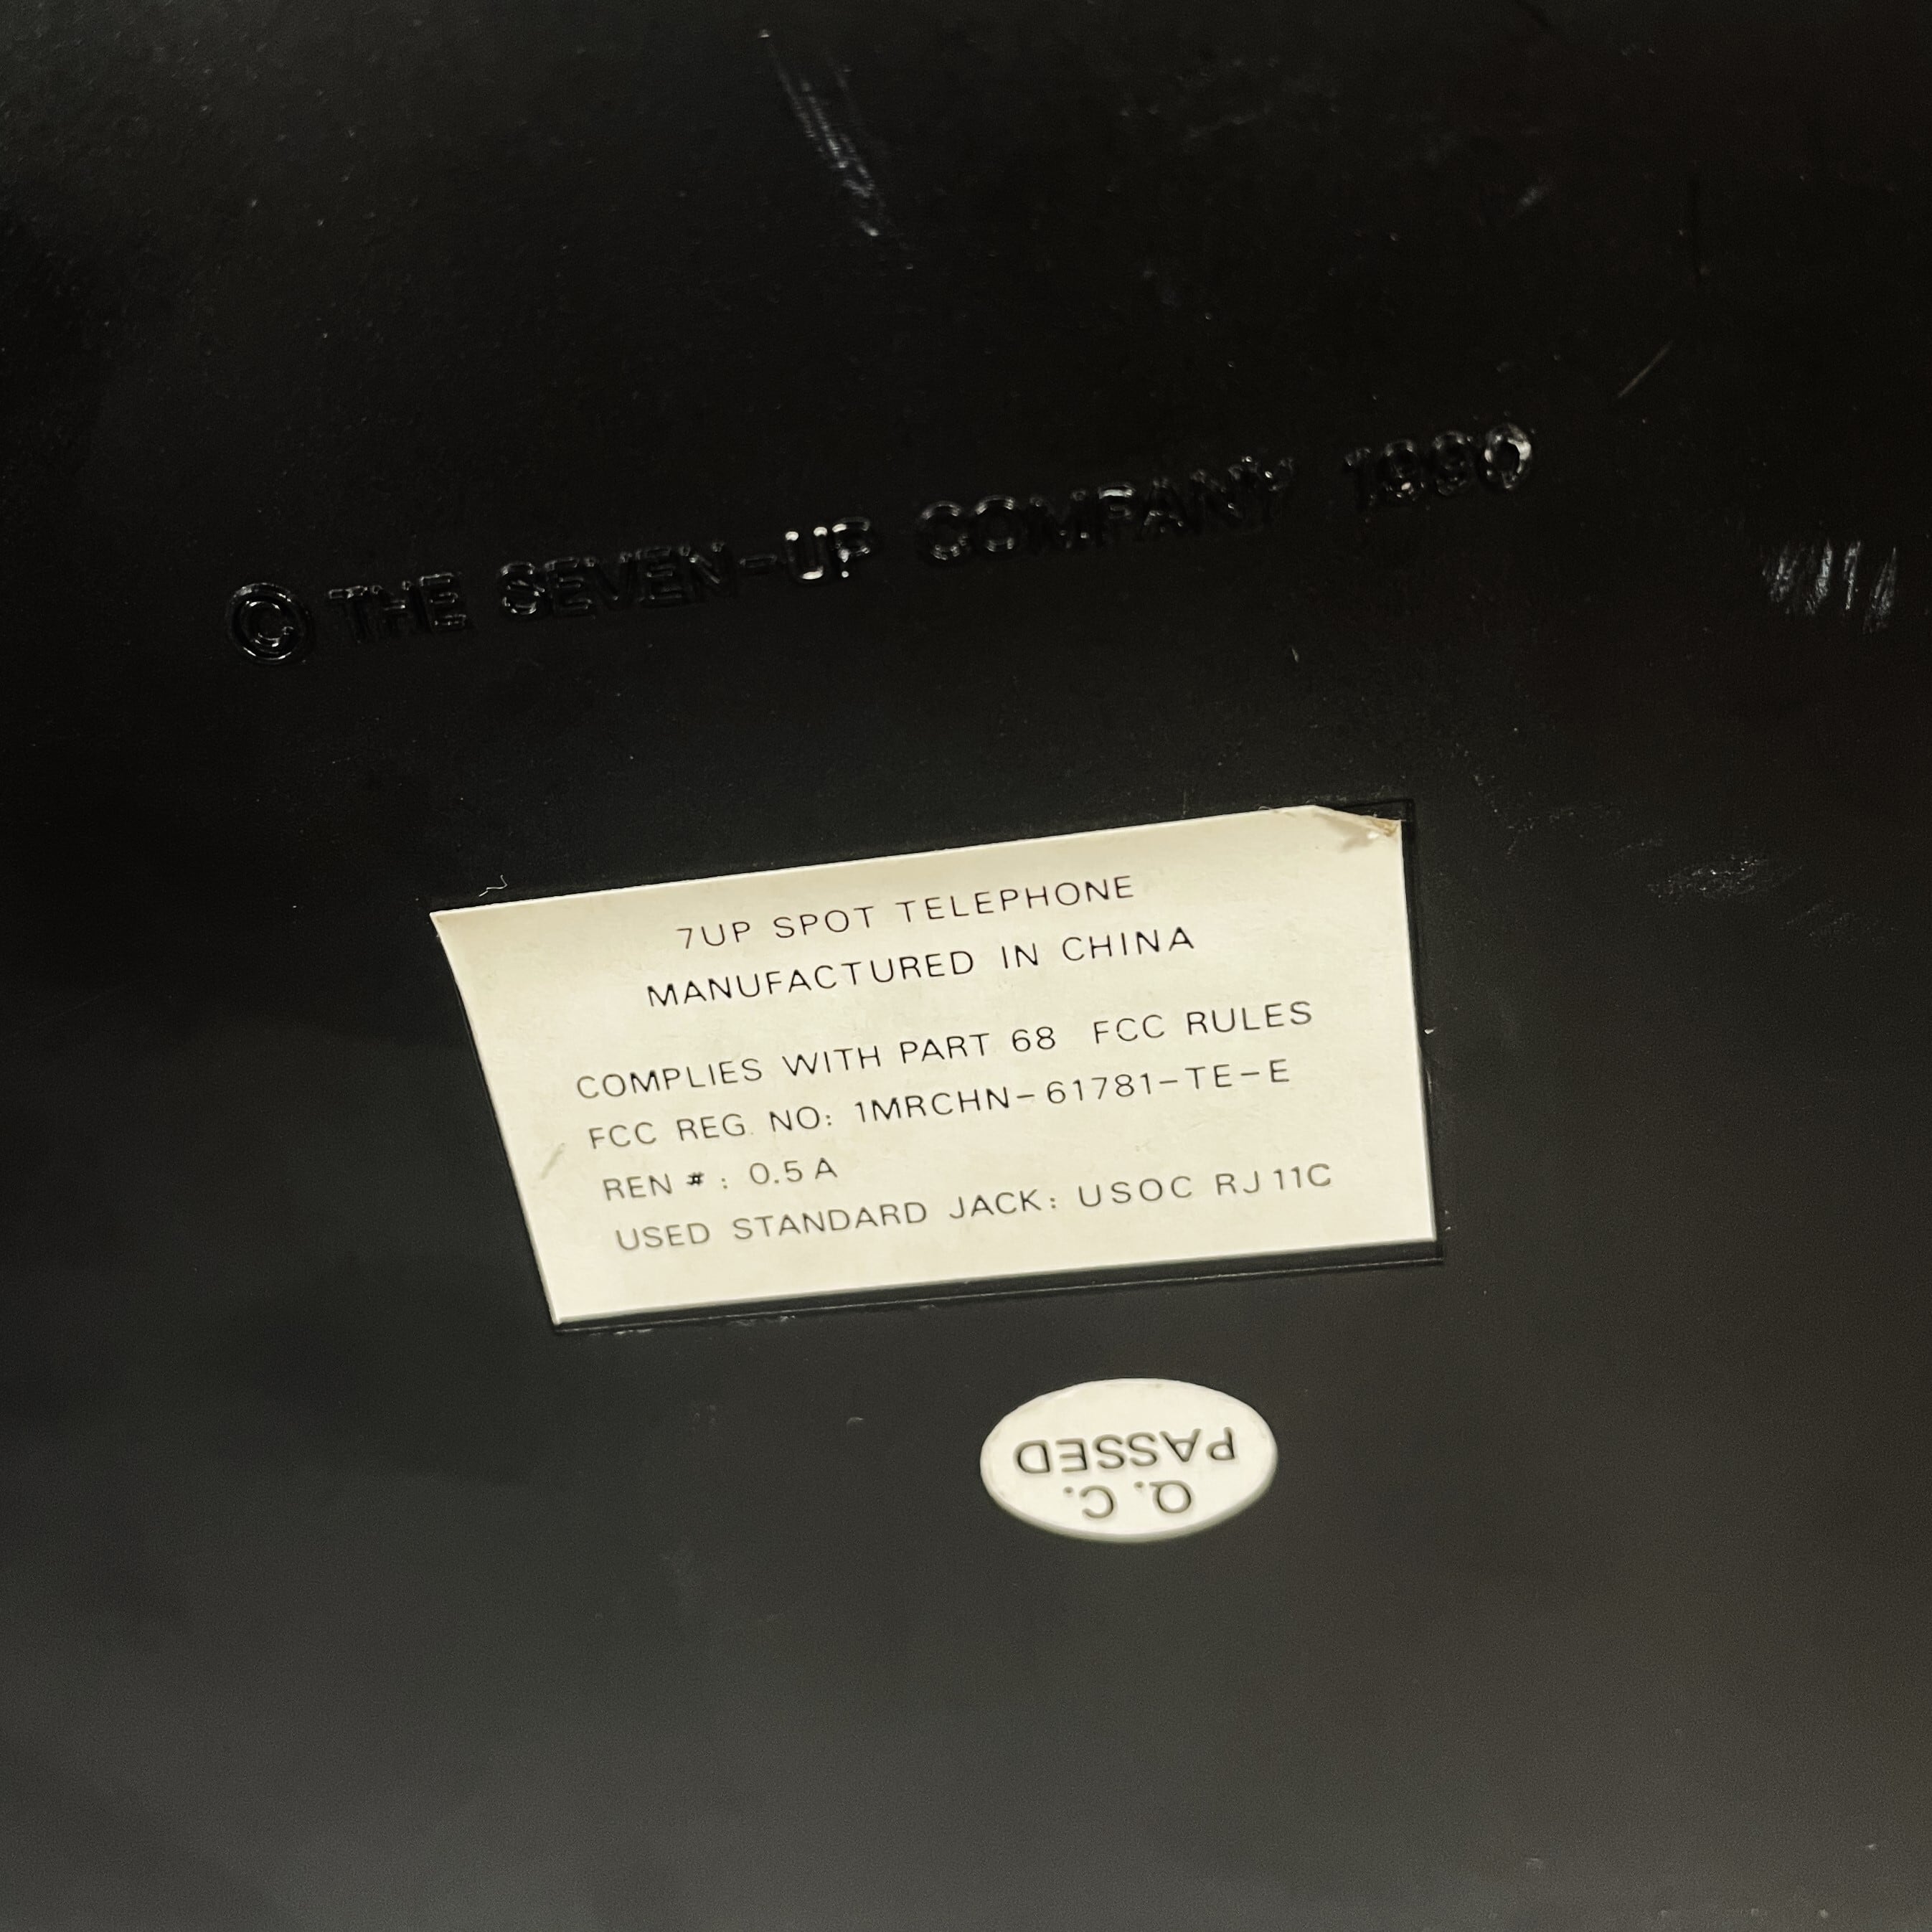 © THE SEVEN-UP COMPANY 1990
7UP SPOT TELEPHONE
MANUFACTURED IN CHINA
COMPLIES WITH PART 68 FCC RULES
FCC REG. NO: 1MRCHN-61781-TE-E
REN #: 0.5A
USED STANDARD JACK: USOC RJ11C
Q.C.
PASSED